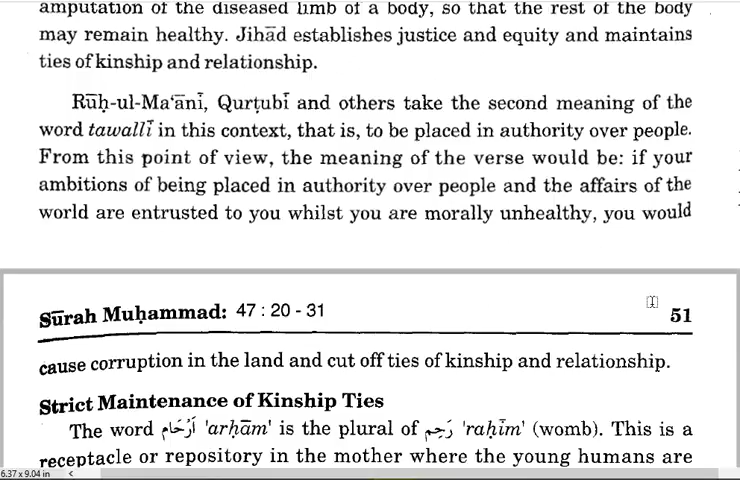 amputation of the diseased limb of a body, so that the rest of the body
may remain healthy. Jihād establishes justice and equity and maintains
ties of kinship and relationship.
Rūḥ-ul-Ma‘ānī, Qurṭubī and others take the second meaning of the
word tawallī in this context, that is, to be placed in authority over people.
From this point of view, the meaning of the verse would be: if your
ambitions of being placed in authority over people and the affairs of the
world are entrusted to you whilst you are morally unhealthy, you would
Sūrah Muḥammad: 47 : 20 - 31 51
cause corruption in the land and cut off ties of kinship and relationship.
Strict Maintenance of Kinship Ties
The word أَرْحَام 'arḥām' is the plural of رَحِم 'raḥīm' (womb). This is a
receptacle or repository in the mother where the young humans are
6.37 x 9.04 in <